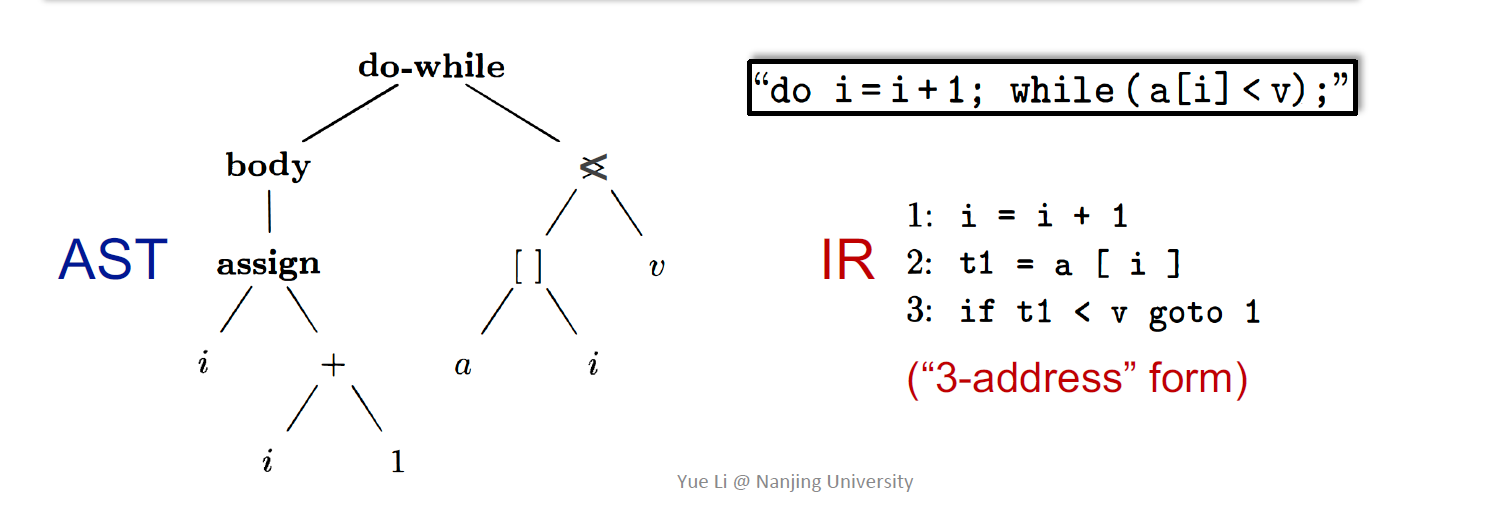 do-while
"do i=i+1; while(a[i]<v);"
body
AST
assign
[ ]
v
i
+
a
i
i
1
IR
1: i = i + 1
2: t1 = a [ i ]
3: if t1 < v goto 1
("3-address" form)
Yue Li @ Nanjing University